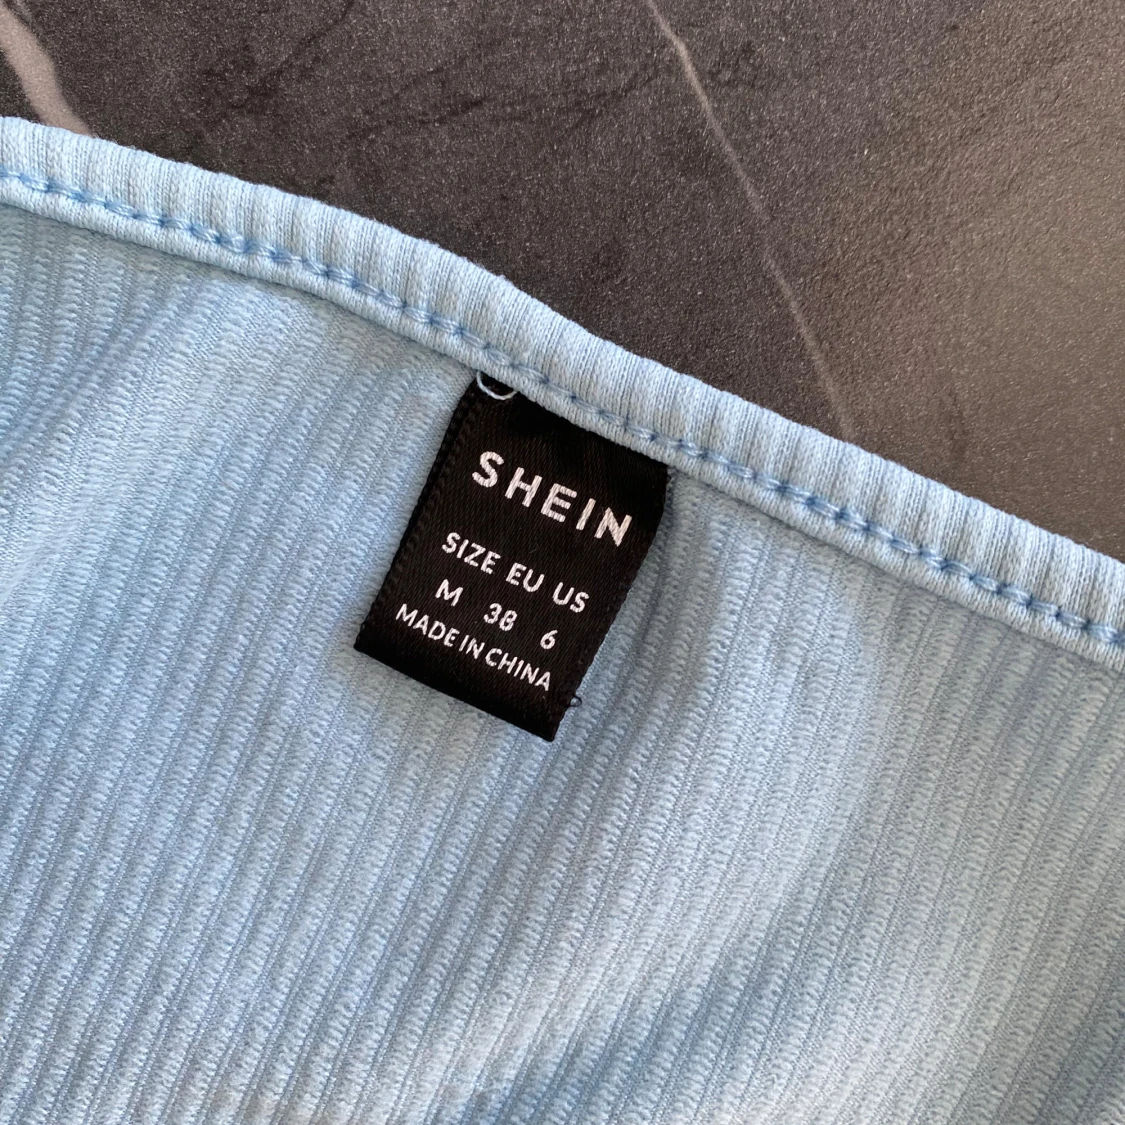 SHEIN
SIZE EU US
M 38 6
MADE IN CHINA